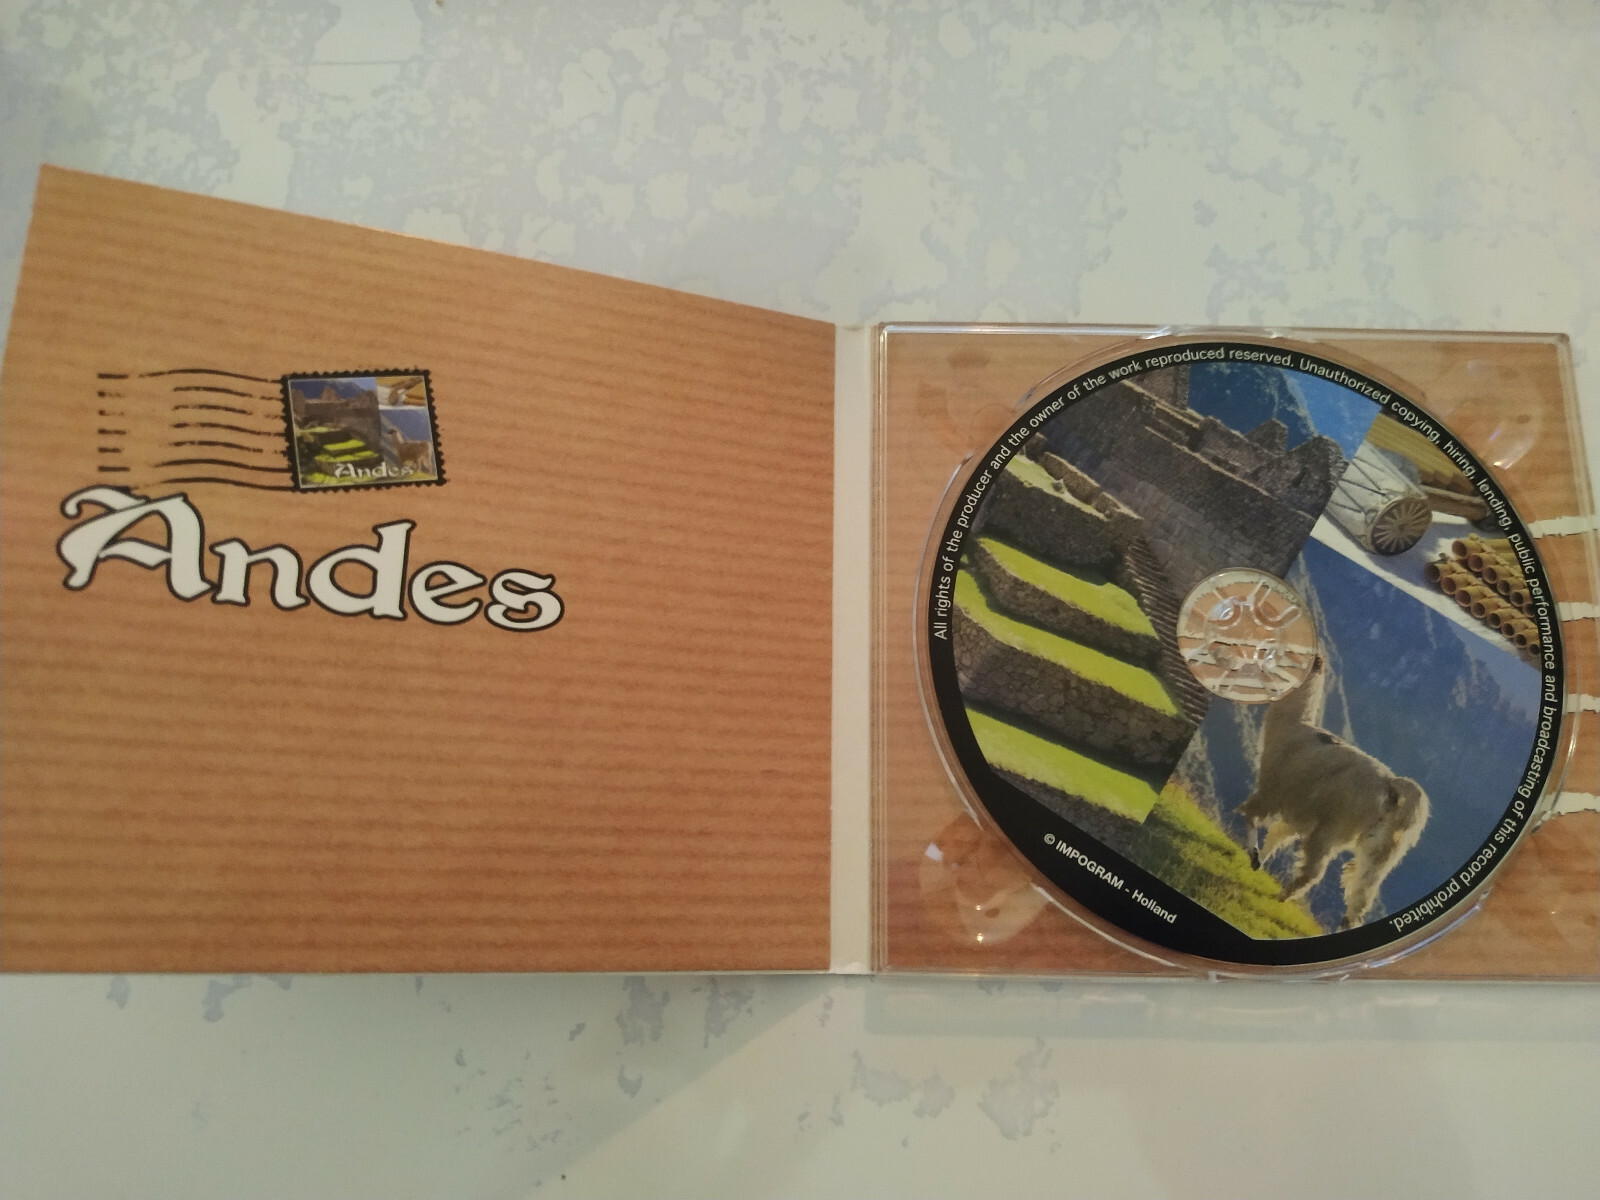 Andes
Andes
All rights of the producer and the owner of the work reproduced reserved. Unauthorized copying, hiring, lending, public performance and broadcasting of this record prohibited.
© IMPOGRAM - Holland